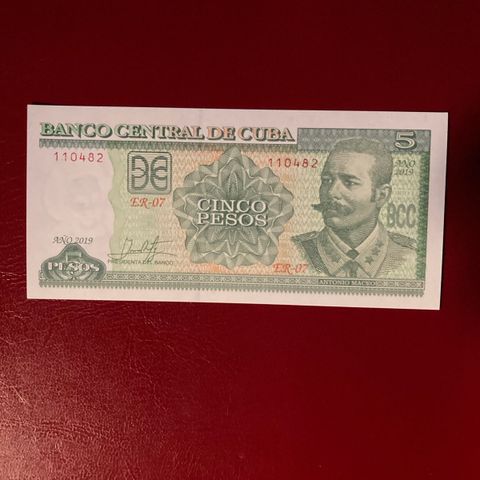 BANCO CENTRAL DE CUBA
5
110482
110482
AÑO
2019
ER-07
CINCO
PESOS
BCC
AÑO 2019
PRESIDENTA DEL BANCO
ER-07
PESOS
ANTONIO MACEO